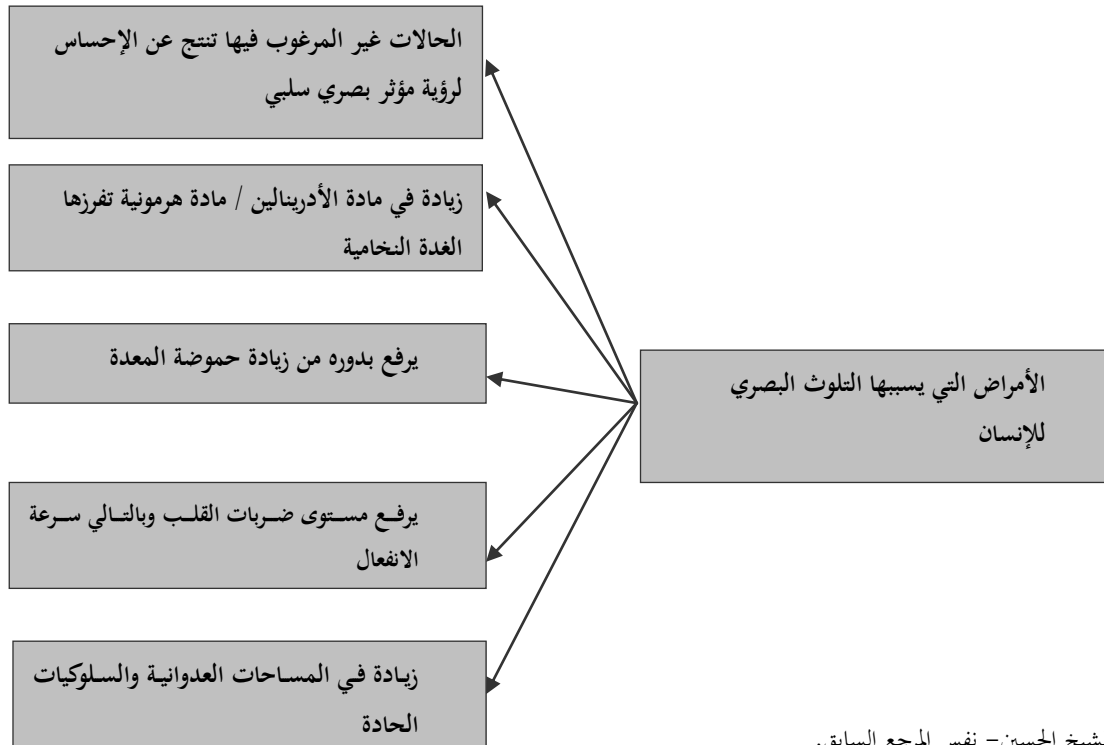 الحالات غير المرغوب فيها تنتج عن الإحساس
لرؤية مؤثر بصري سلبي
زيادة في مادة الأدرينالين / مادة هرمونية تفرزها
الغدة النخامية
يرفع بدوره من زيادة حموضة المعدة
الأمراض التي يسببها التلوث البصري
للإنسان
يرفع مستوى ضربات القلب وبالتالي سرعة
الانفعال
زيادة في المساحات العدوانية والسلوكيات
الحادة
الحسين- نفس المرجع السابق.